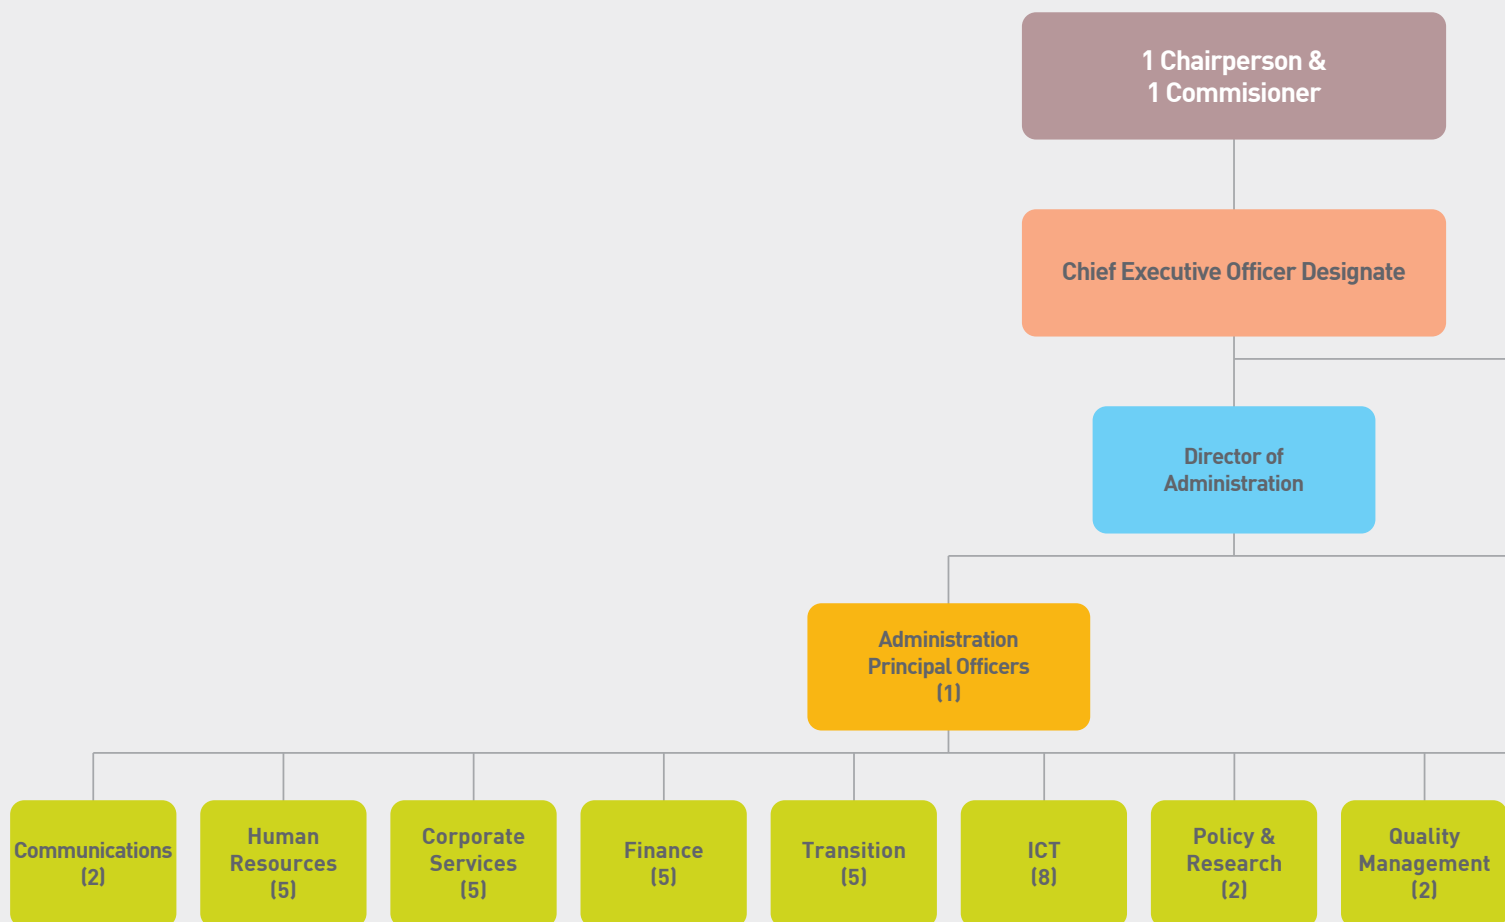 1 Chairperson &
1 Commisioner
Chief Executive Officer Designate
Director of
Administration
Administration
Principal Officers
(1)
Communications
(2)
Human
Resources
(5)
Corporate
Services
(5)
Finance
(5)
Transition
(5)
ICT
(8)
Policy &
Research
(2)
Quality
Management
(2)